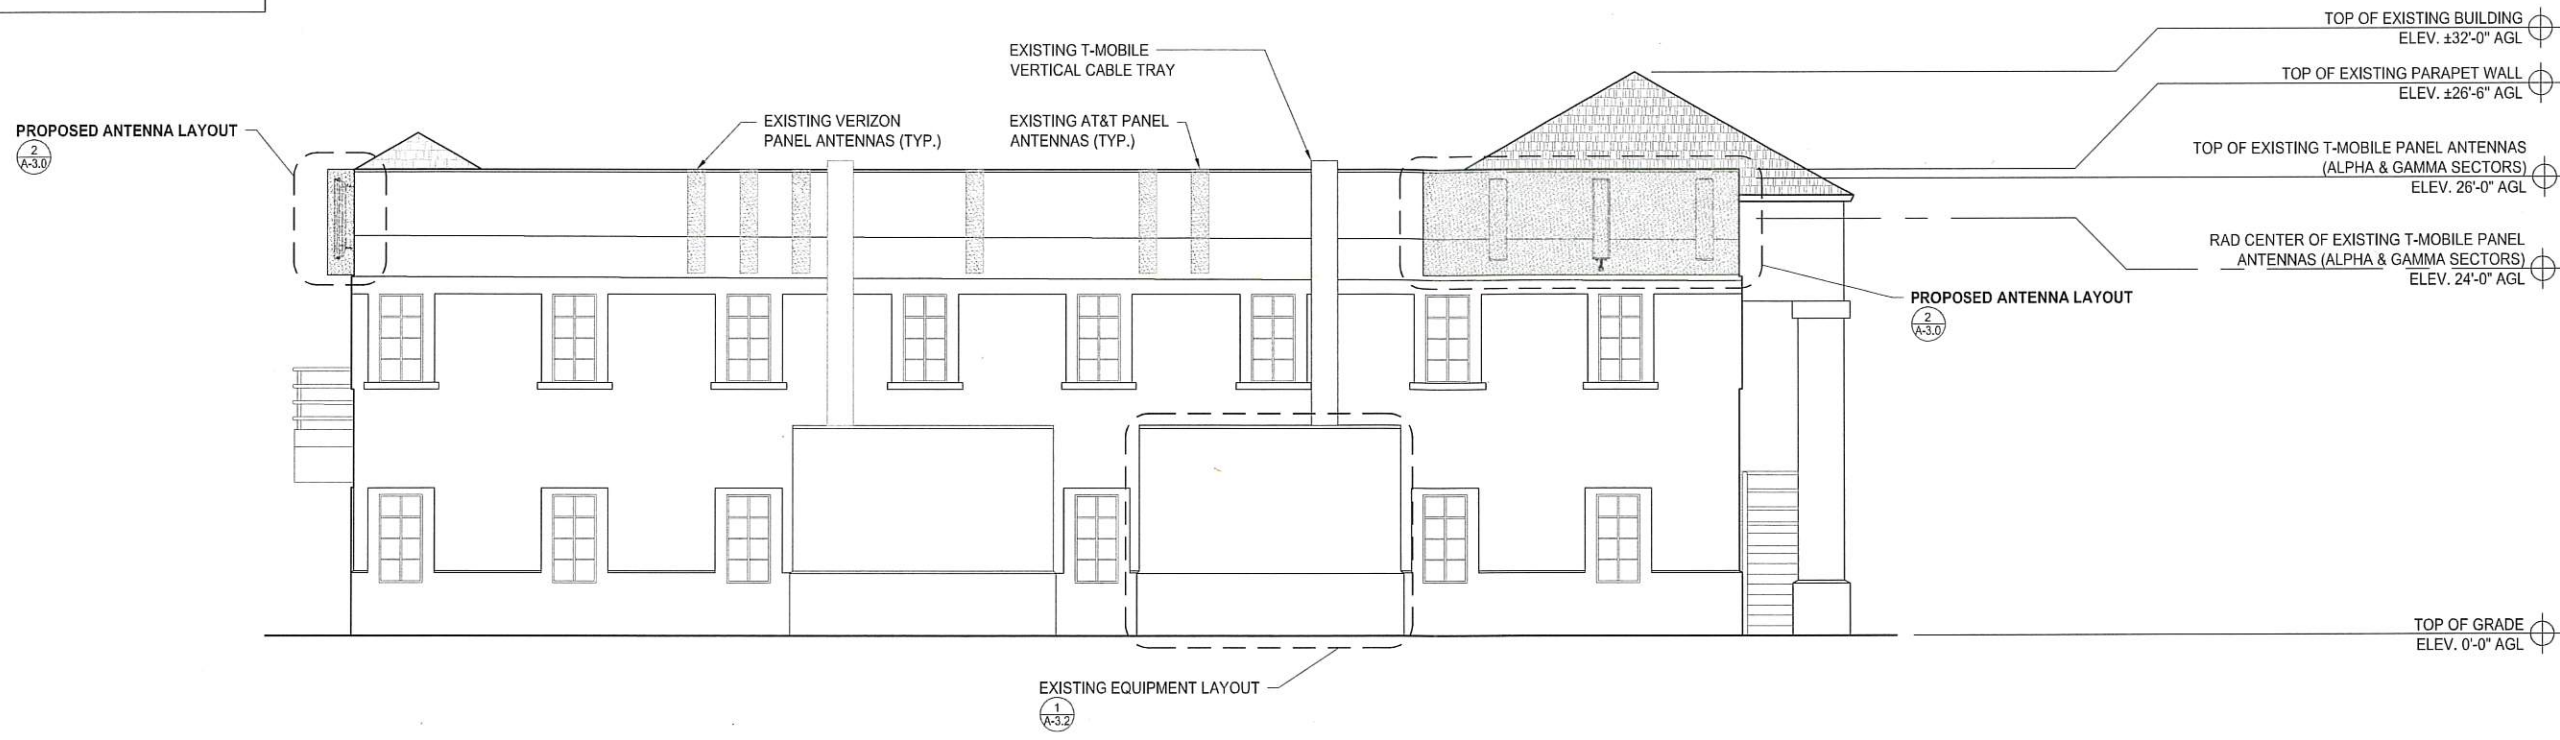 TOP OF EXISTING BUILDING
ELEV. ±32'-0" AGL
EXISTING T-MOBILE
VERTICAL CABLE TRAY
TOP OF EXISTING PARAPET WALL
ELEV. ±26'-6" AGL
PROPOSED ANTENNA LAYOUT
2
A-3.0
EXISTING VERIZON
PANEL ANTENNAS (TYP.)
EXISTING AT&T PANEL
ANTENNAS (TYP.)
TOP OF EXISTING T-MOBILE PANEL ANTENNAS
(ALPHA & GAMMA SECTORS)
ELEV. 26'-0" AGL
RAD CENTER OF EXISTING T-MOBILE PANEL
ANTENNAS (ALPHA & GAMMA SECTORS)
ELEV. 24'-0" AGL
PROPOSED ANTENNA LAYOUT
2
A-3.0
TOP OF GRADE
ELEV. 0'-0" AGL
EXISTING EQUIPMENT LAYOUT
1
A-3.2